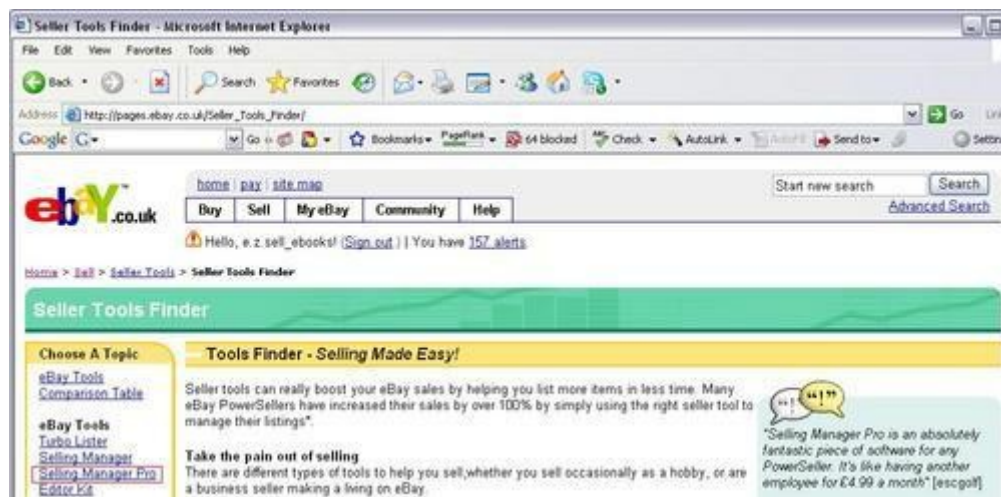 Seller Tools Finder - Microsoft Internet Explorer
File Edit View Favorites Tools Help
Back Search Favorites
Address http://pages.ebay.co.uk/Seller_Tools_Finder/ Go
Google G Go Bookmarks PageRank 64 blocked Check AutoLink Send to Settin
ebY .co.uk
home | pay | site map
Start new search Search
Buy Sell My eBay Community Help
Advanced Search
Hello, e.z.sell_ebooks! (Sign out) | You have 157 alerts
Home > Sell > Seller Tools > Seller Tools Finder
Seller Tools Finder
Choose A Topic
eBay Tools
Comparison Table
eBay Tools
Turbo Lister
Selling Manager
Selling Manager Pro
Editor Kit
Tools Finder - Selling Made Easy!
Seller tools can really boost your eBay sales by helping you list more items in less time. Many
eBay PowerSellers have increased their sales by over 100% by simply using the right seller tool to
manage their listings*.
Take the pain out of selling
There are different types of tools to help you sell,whether you sell occasionally as a hobby, or are
a business seller making a living on eBay.
"Selling Manager Pro is an absolutely
fantastic piece of software for any
PowerSeller. It's like having another
employee for £4.99 a month" [escgolf]